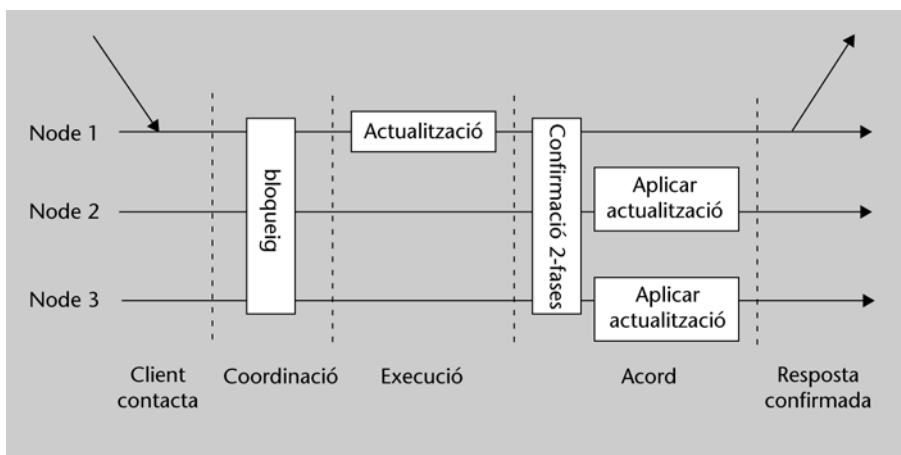 Node 1
Actualització
bloqueig
Confirmació 2-fases
Node 2
Aplicar
actualització
Node 3
Aplicar
actualització
Client
contacta
Coordinació
Execució
Acord
Resposta
confirmada